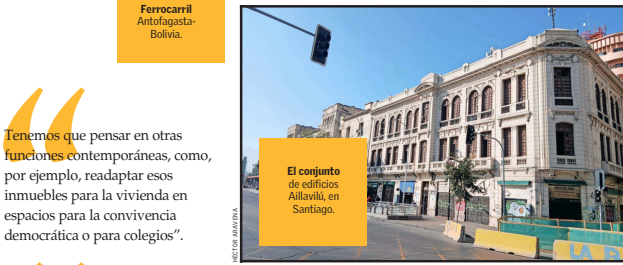 Ferrocarril
Antofagasta-
Bolivia.
Tenemos que pensar en otras
funciones contemporáneas, como,
por ejemplo, readaptar esos
inmuebles para la vivienda en
espacios para la convivencia
democrática o para colegios”.
El conjunto
de edificios
Aillavilú, en
Santiago.
HÉCTOR ARAVENA